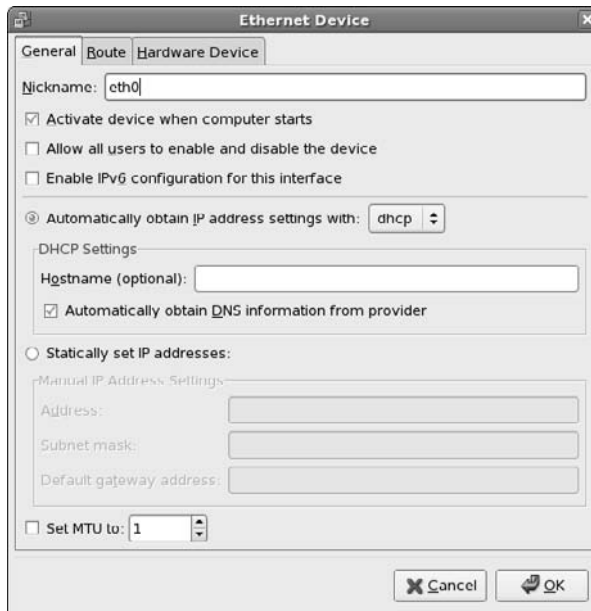 Ethernet Device
General Route Hardware Device
Nickname: eth0
Activate device when computer starts
Allow all users to enable and disable the device
Enable IPv6 configuration for this interface
Automatically obtain IP address settings with: dhcp
DHCP Settings
Hostname (optional):
Automatically obtain DNS information from provider
Statically set IP addresses:
Manual IP Address Settings
Address:
Subnet mask:
Default gateway address:
Set MTU to: 1
Cancel OK